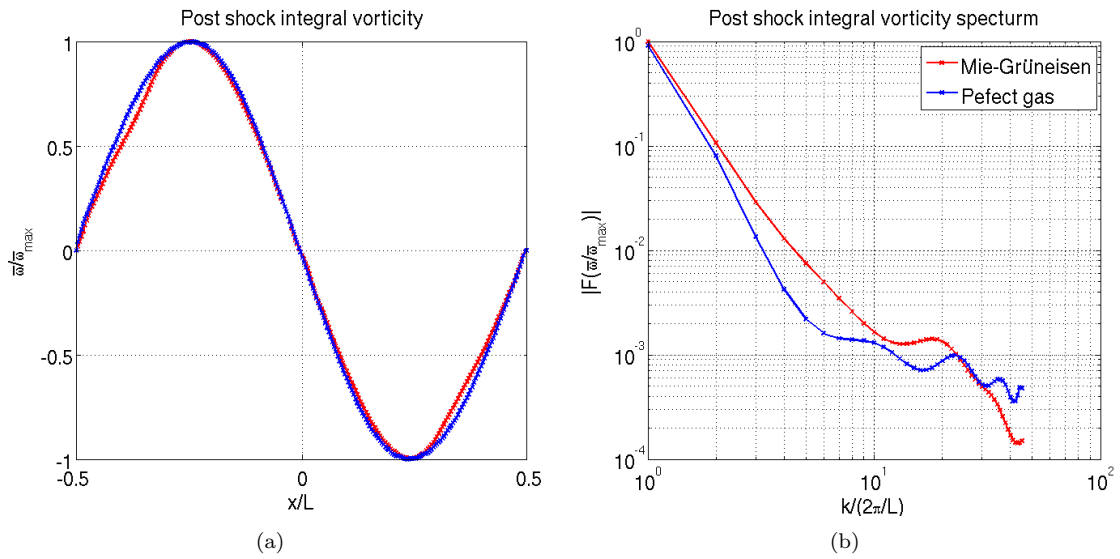 Post shock integral vorticity
1
0.5
0
-0.5
-1
-0.5
0
0.5
x/L
ϖ̅/ϖ̅max
(a)
Post shock integral vorticity specturm
Mie-Grüneisen
Pefect gas
10^0
10^-1
10^-2
10^-3
10^-4
10^0
10^1
10^2
k/(2π/L)
|F(ϖ̅/ϖ̅max)|
(b)